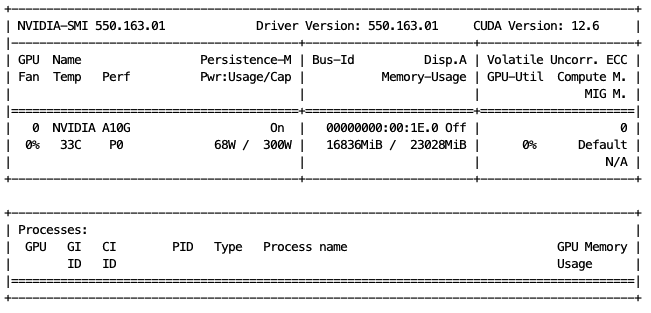 NVIDIA-SMI 550.163.01 Driver Version: 550.163.01 CUDA Version: 12.6
GPU Name Persistence-M | Bus-Id Disp.A | Volatile Uncorr. ECC
Fan Temp Perf Pwr:Usage/Cap | Memory-Usage | GPU-Util Compute M.
| | MIG M.
0 NVIDIA A10G On | 00000000:00:1E.0 Off | 0
0% 33C P0 68W / 300W | 16836MiB / 23028MiB | 0% Default
| | N/A
Processes:
GPU GI CI PID Type Process name GPU Memory
ID ID Usage